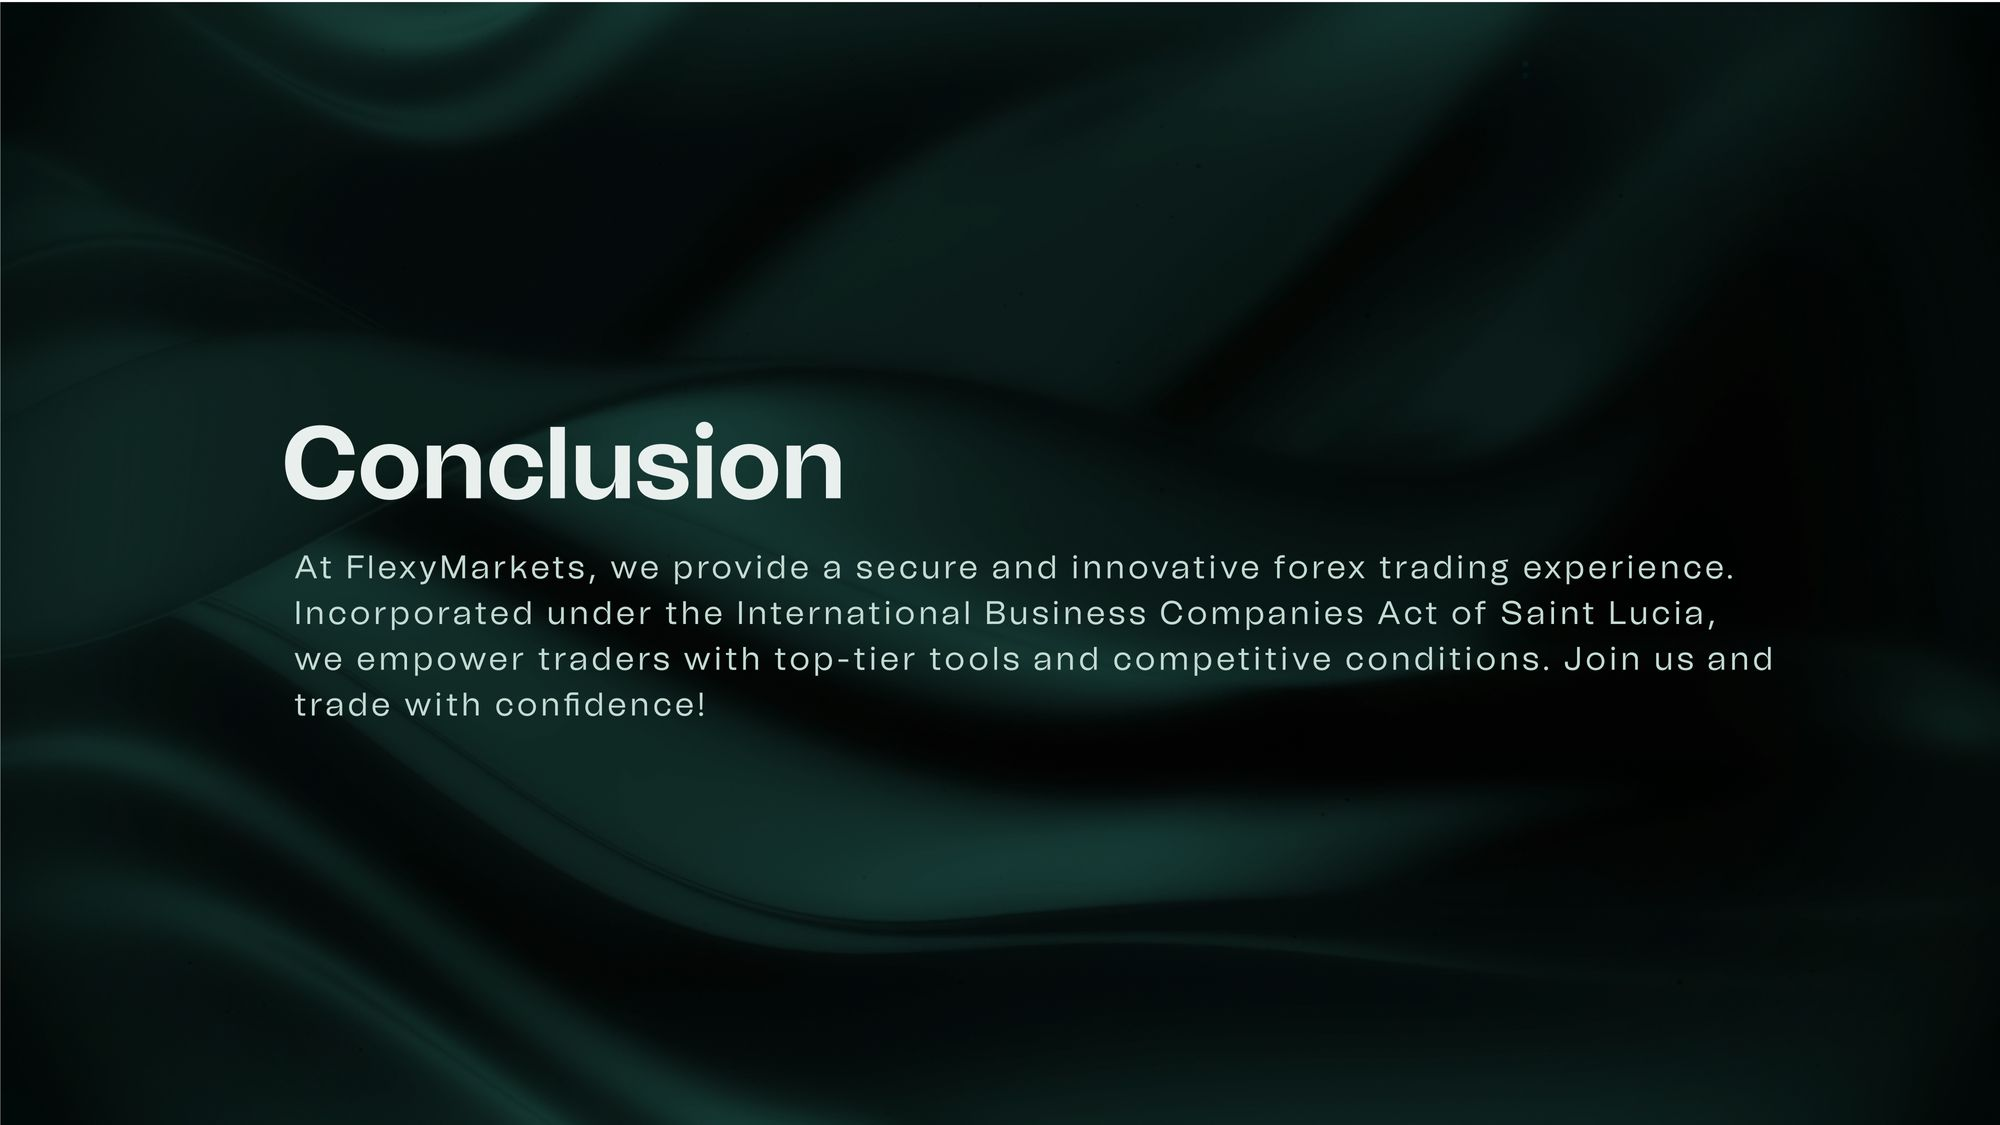 Conclusion
At FlexyMarkets, we provide a secure and innovative forex trading experience.
Incorporated under the International Business Companies Act of Saint Lucia,
we empower traders with top-tier tools and competitive conditions. Join us and
trade with confidence!